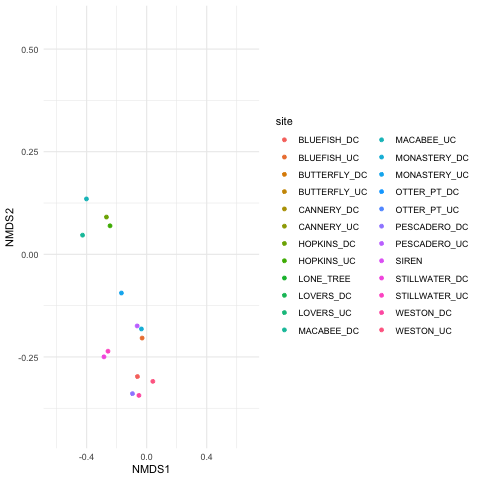 0.50
0.25
0.00
-0.25
NMDS2
-0.4
0.0
0.4
NMDS1
site
BLUEFISH_DC
BLUEFISH_UC
BUTTERFLY_DC
BUTTERFLY_UC
CANNERY_DC
CANNERY_UC
HOPKINS_DC
HOPKINS_UC
LONE_TREE
LOVERS_DC
LOVERS_UC
MACABEE_DC
MACABEE_UC
MONASTERY_DC
MONASTERY_UC
OTTER_PT_DC
OTTER_PT_UC
PESCADERO_DC
PESCADERO_UC
SIREN
STILLWATER_DC
STILLWATER_UC
WESTON_DC
WESTON_UC